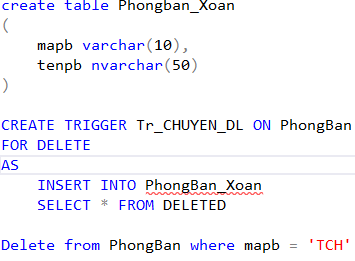 create table Phongban_Xoan
(
    mapb varchar(10),
    tenpb nvarchar(50)
)
CREATE TRIGGER Tr_CHUYEN_DL ON PhongBan
FOR DELETE
AS
    INSERT INTO PhongBan_Xoan
    SELECT * FROM DELETED
Delete from PhongBan where mapb = 'TCH'